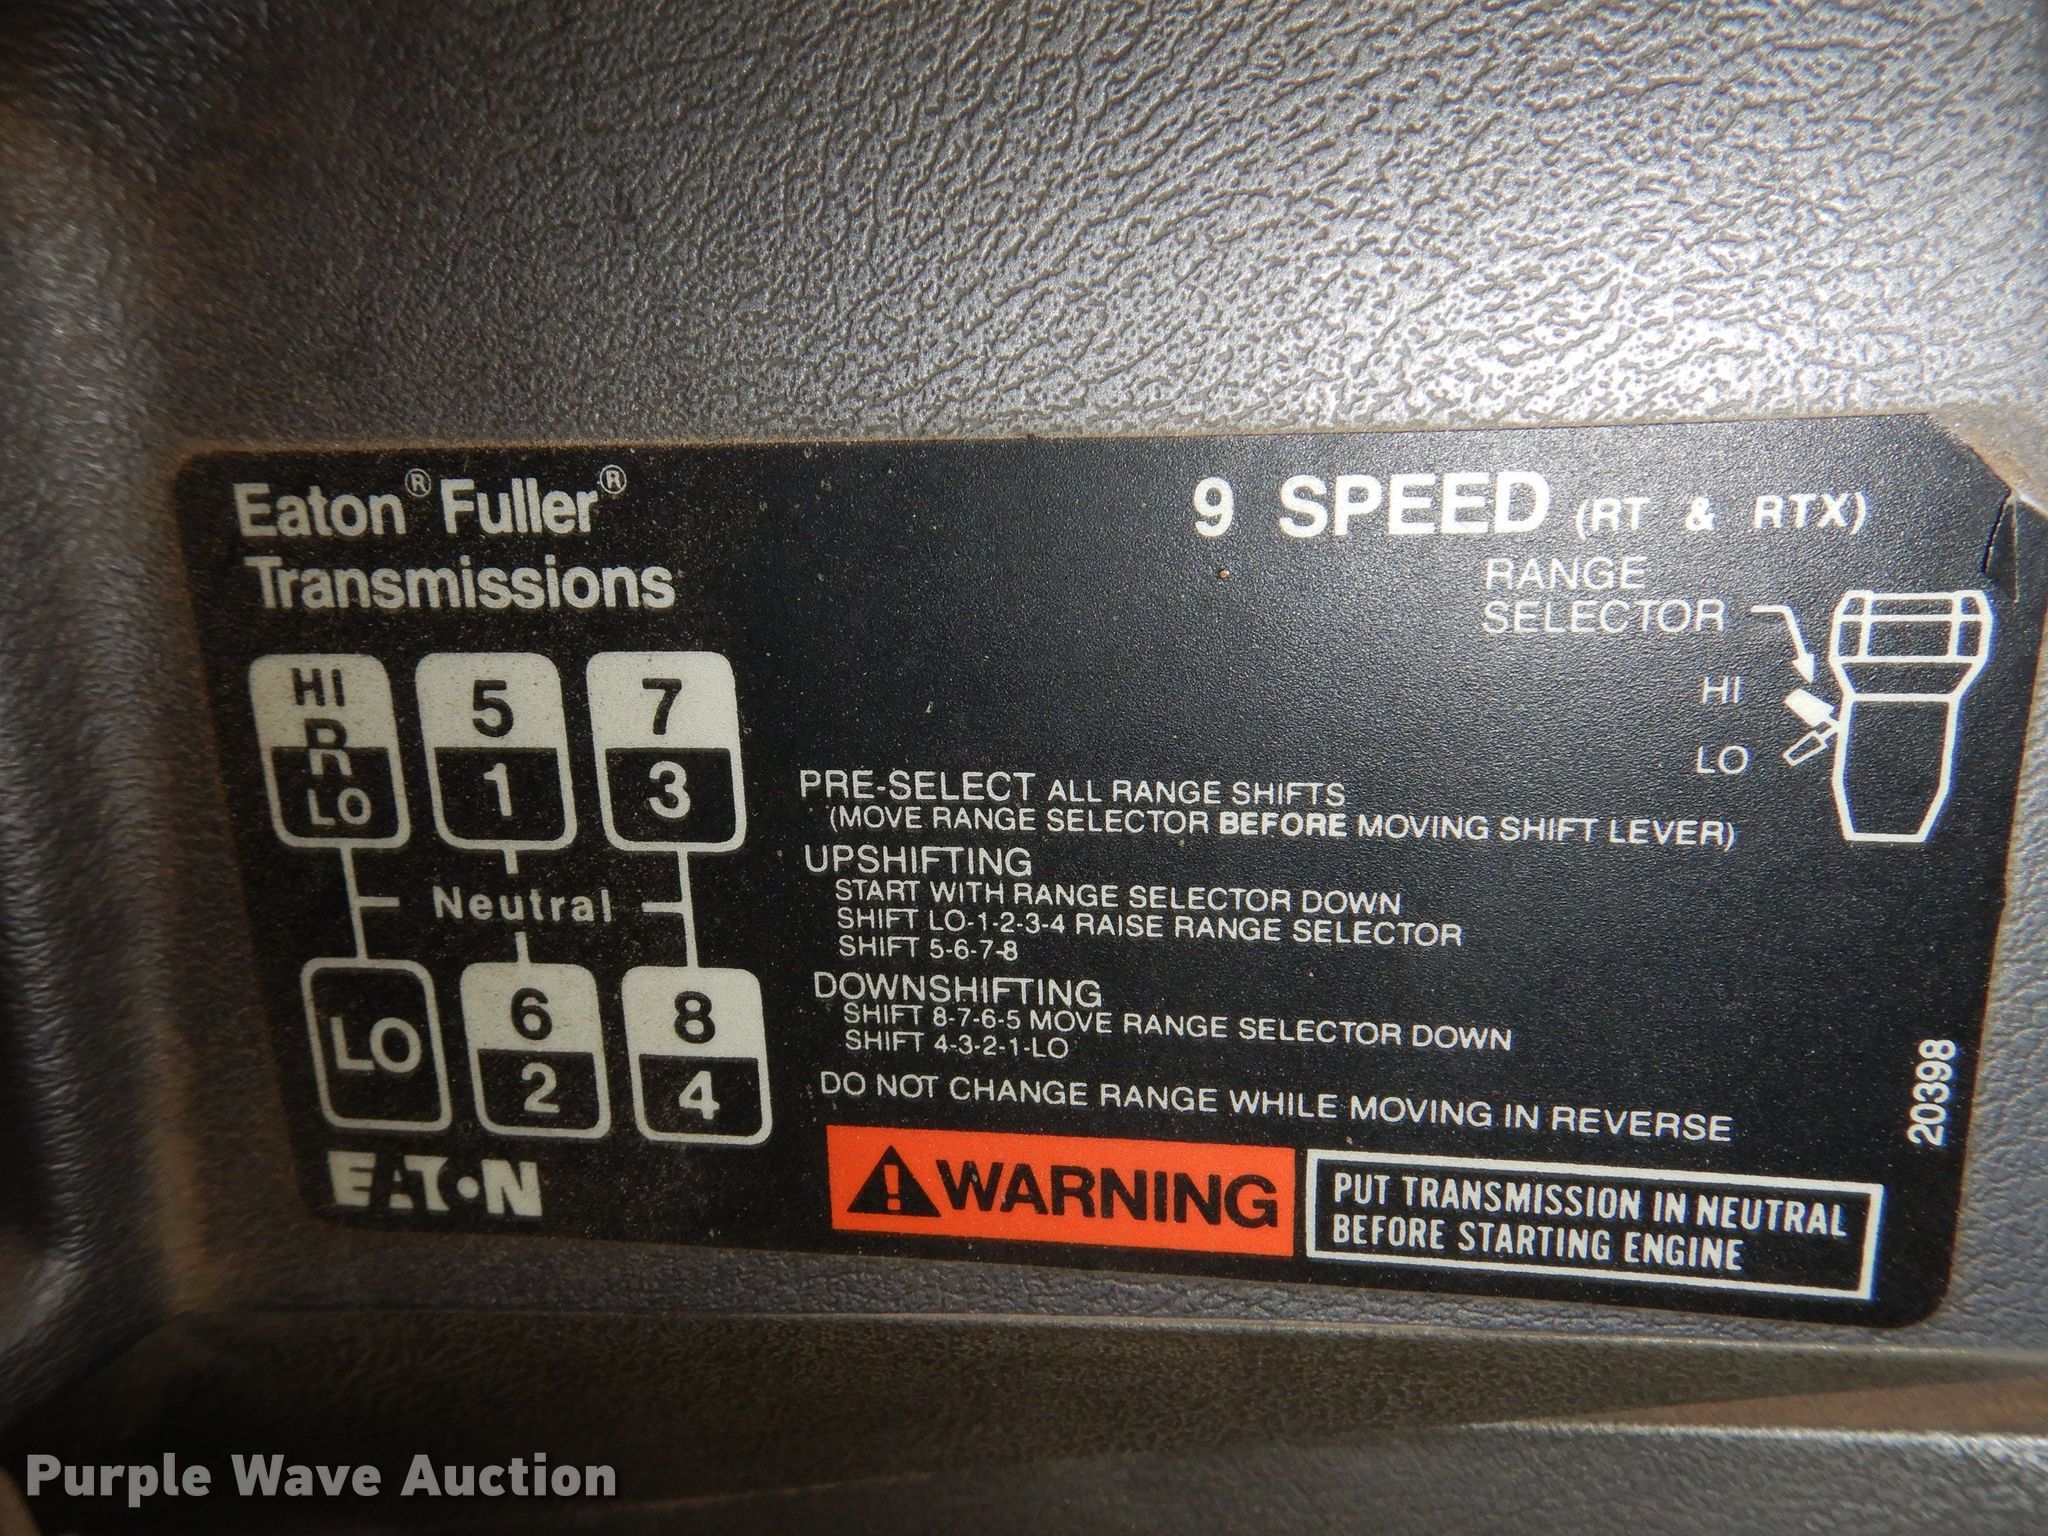 Eaton® Fuller®
Transmissions
9 SPEED (RT & RTX)
RANGE
SELECTOR
HI
LO
HI
R
LO
5
1
7
3
Neutral
LO
6
2
8
4
PRE-SELECT ALL RANGE SHIFTS
(MOVE RANGE SELECTOR BEFORE MOVING SHIFT LEVER)
UPSHIFTING
START WITH RANGE SELECTOR DOWN
SHIFT LO-1-2-3-4 RAISE RANGE SELECTOR
SHIFT 5-6-7-8
DOWNSHIFTING
SHIFT 8-7-6-5 MOVE RANGE SELECTOR DOWN
SHIFT 4-3-2-1-LO
DO NOT CHANGE RANGE WHILE MOVING IN REVERSE
WARNING
PUT TRANSMISSION IN NEUTRAL
BEFORE STARTING ENGINE
20398
EATON
Purple Wave Auction